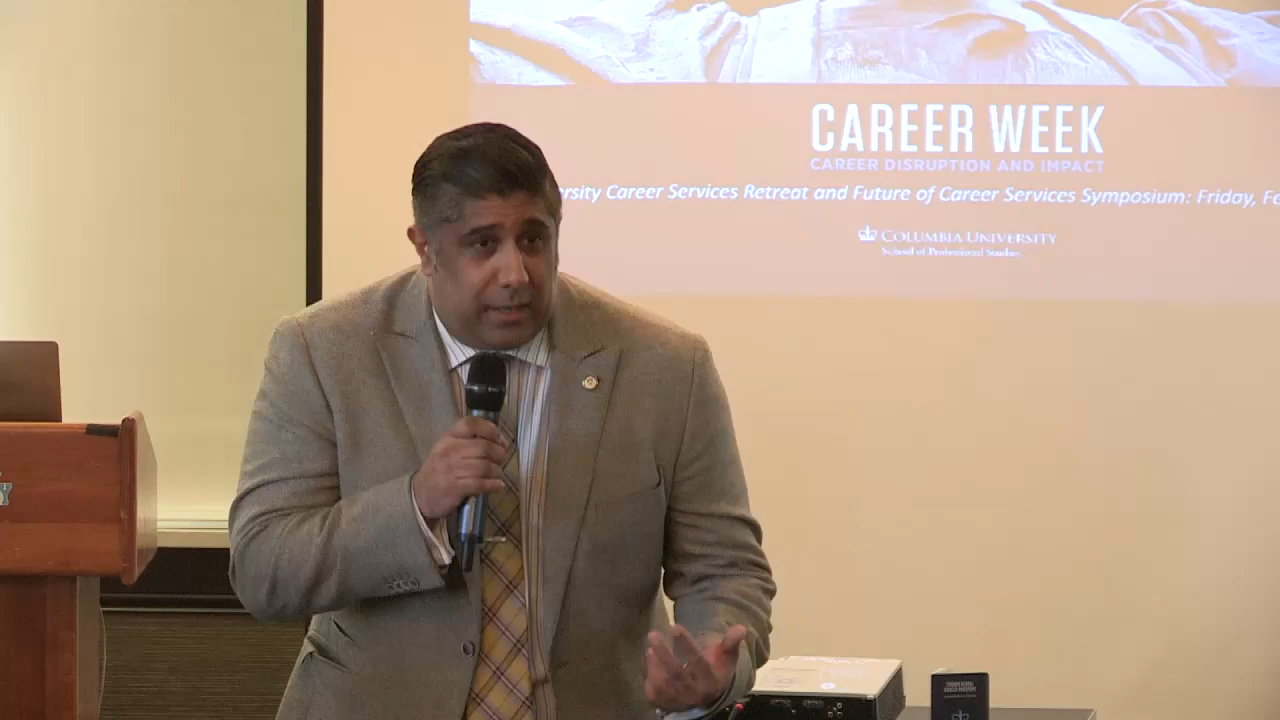 CAREER WEEK
CAREER DISRUPTION AND IMPACT
ersity Career Services Retreat and Future of Career Services Symposium: Friday, Fe
COLUMBIA UNIVERSITY
School of Professional Studies
Y